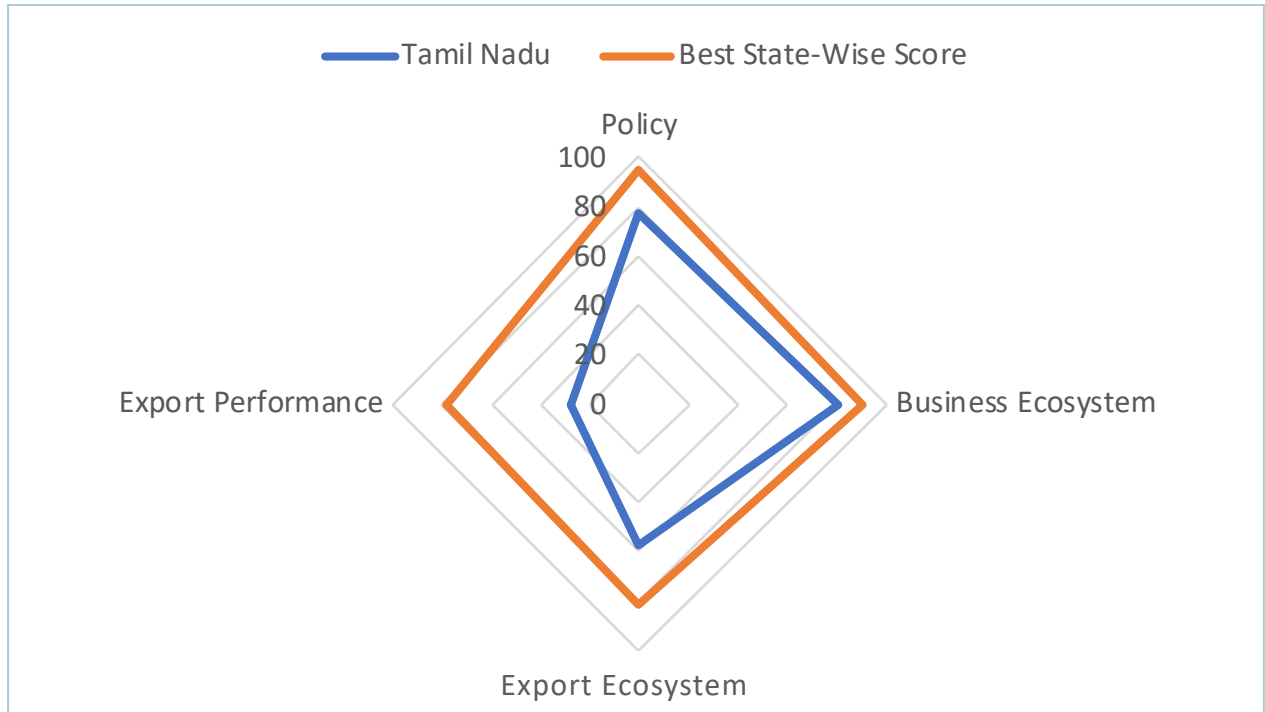 Tamil Nadu
Best State-Wise Score
Policy
100
80
60
40
20
0
Export Performance
Business Ecosystem
Export Ecosystem